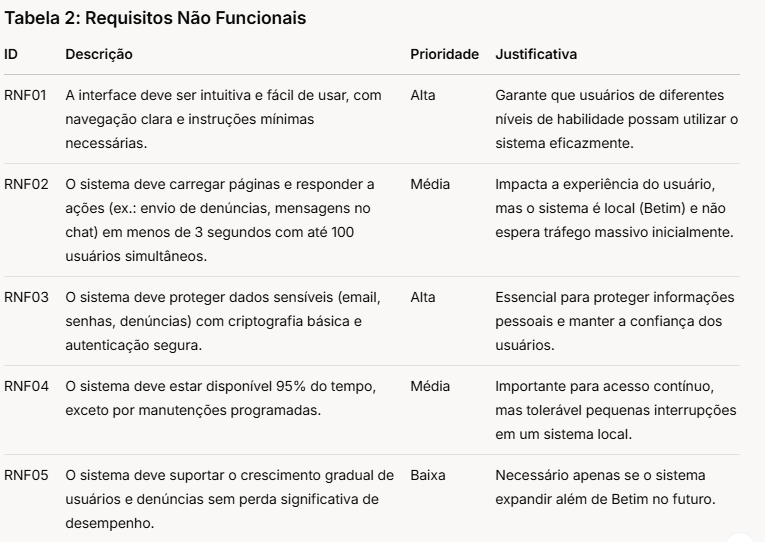 Tabela 2: Requisitos Não Funcionais
ID Descrição Prioridade Justificativa
RNF01 A interface deve ser intuitiva e fácil de usar, com Alta Garante que usuários de diferentes
navegação clara e instruções mínimas níveis de habilidade possam utilizar o
necessárias. sistema eficazmente.
RNF02 O sistema deve carregar páginas e responder a Média Impacta a experiência do usuário,
ações (ex.: envio de denúncias, mensagens no mas o sistema é local (Betim) e não
chat) em menos de 3 segundos com até 100 espera tráfego massivo inicialmente.
usuários simultâneos.
RNF03 O sistema deve proteger dados sensíveis (email, Alta Essencial para proteger informações
senhas, denúncias) com criptografia básica e pessoais e manter a confiança dos
autenticação segura. usuários.
RNF04 O sistema deve estar disponível 95% do tempo, Média Importante para acesso contínuo,
exceto por manutenções programadas. mas tolerável pequenas interrupções
em um sistema local.
RNF05 O sistema deve suportar o crescimento gradual de Baixa Necessário apenas se o sistema
usuários e denúncias sem perda significativa de expandir além de Betim no futuro.
desempenho.